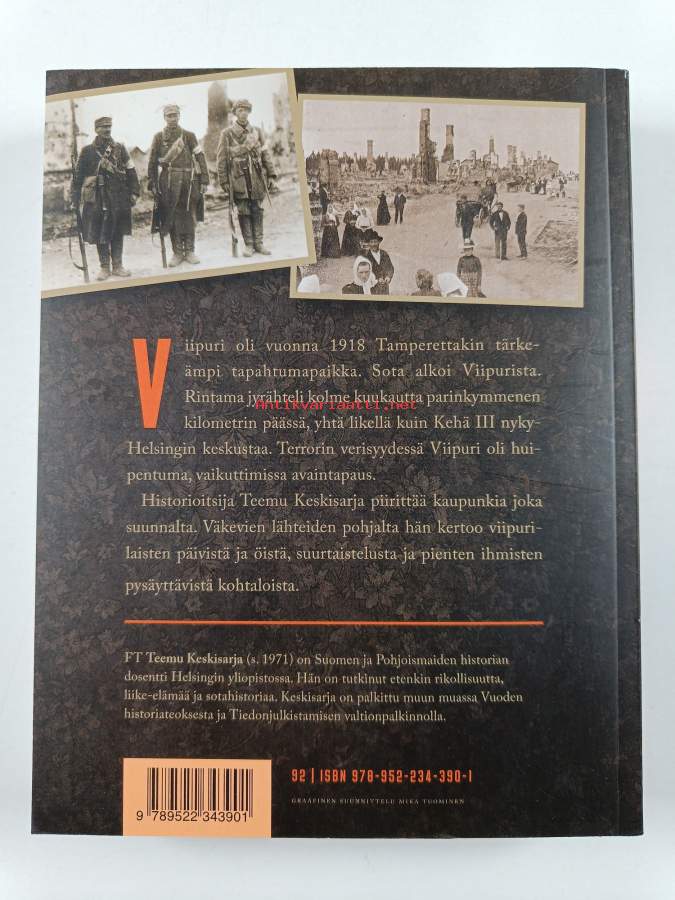 Viipuri oli vuonna 1918 Tamperettakin tärke-
ämpi tapahtumapaikka. Sota alkoi Viipurista.
Rintama jyrähteli kolme kuukautta parinkymmenen
Antikvariaatti.net
kilometrin päässä, yhtä likellä kuin Kehä III nyky-
Helsingin keskustaa. Terrorin verisyydessä Viipuri oli hui-
pentuma, vaikuttimissa avaintapaus.
Historioitsija Teemu Keskisarja piirittää kaupunkia joka
suunnalta. Väkevien lähteiden pohjalta hän kertoo viipuri-
laisten päivistä ja öistä, suurtaistelusta ja pienten ihmisten
pysäyttävistä kohtaloista.
FT Teemu Keskisarja (s. 1971) on Suomen ja Pohjoismaiden historian
dosentti Helsingin yliopistossa. Hän on tutkinut etenkin rikollisuutta,
liike-elämää ja sotahistoriaa. Keskisarja on palkittu muun muassa Vuoden
historiateoksesta ja Tiedonjulkistamisen valtionpalkinnolla.
92 | ISBN 978-952-234-390-1
GRAAFINEN SUUNNITTELU MIKA TUOMINEN
9 789522 343901